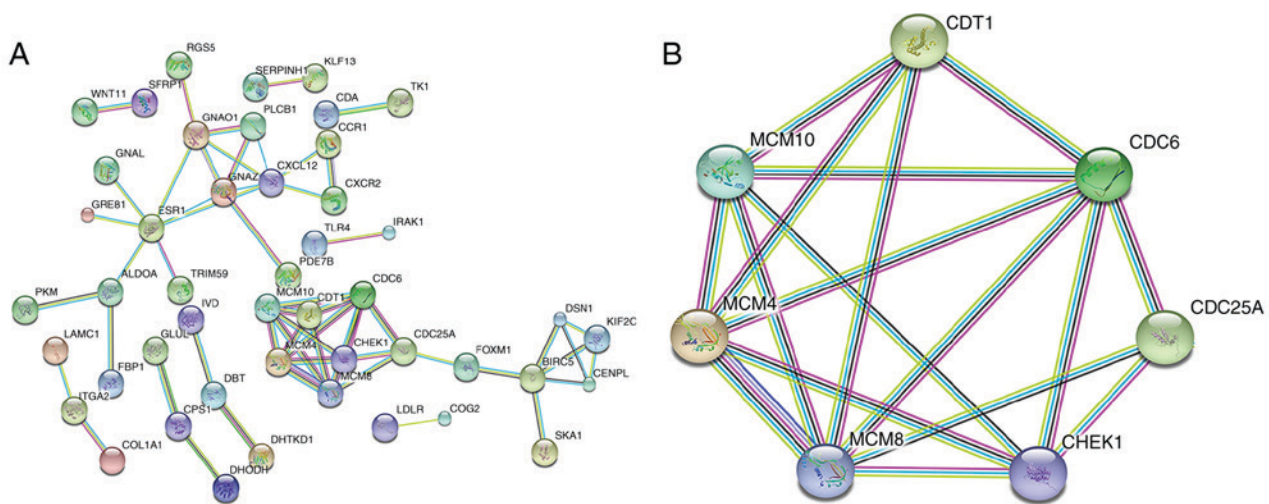 A
RGS5
SERPINH1
KLF13
WNT11
SFRP1
CDA
TK1
GNAO1
PLCB1
CCR1
GNAL
GNAZ
CXCL12
CXCR2
GRE81
ESR1
TLR4
IRAK1
PDE7B
ALDOA
TRIM59
CDC6
PKM
MCM10
CDT1
IVD
DSN1
KIF2C
LAMC1
GLUL
MCM4
CHEK1
CDC25A
FOXM1
BIRC5
FBP1
MCM8
CENPL
ITGA2
DBT
CPS1
LDLR
COG2
COL1A1
DHTKD1
SKA1
DHODH
B
CDT1
MCM10
CDC6
MCM4
CDC25A
MCM8
CHEK1